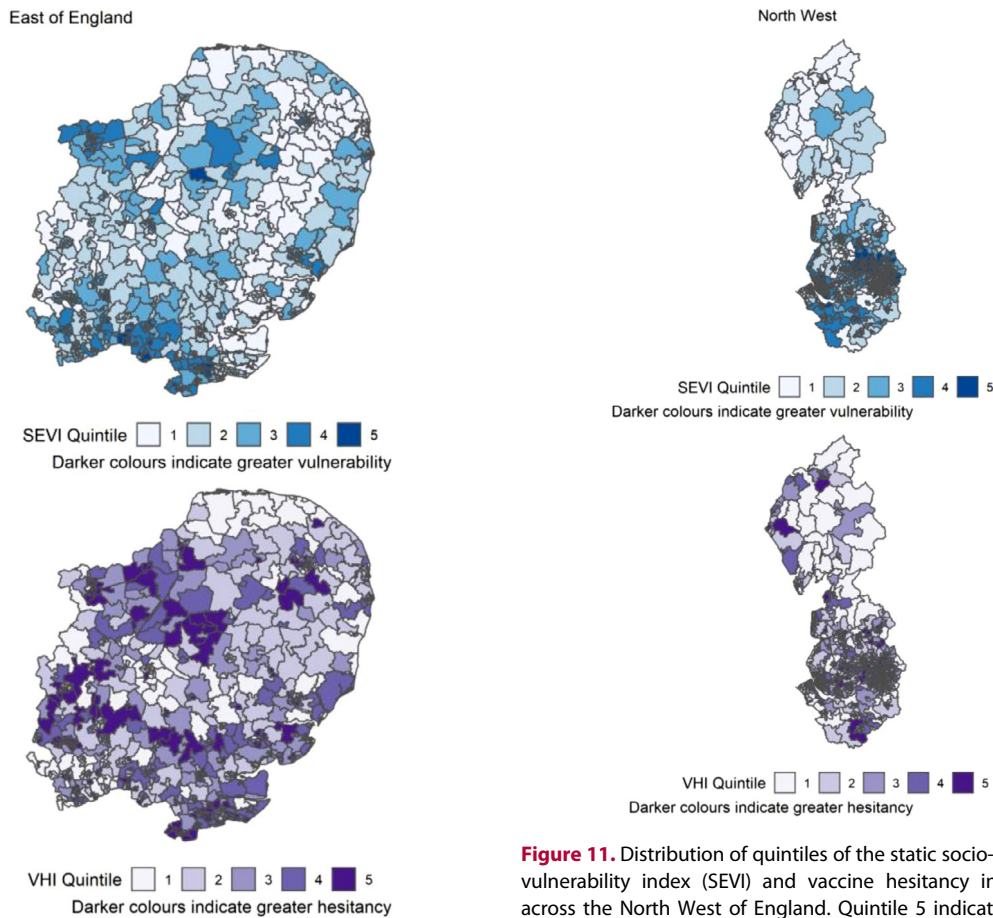 East of England
SEVI Quintile 1 2 3 4 5
Darker colours indicate greater vulnerability
VHI Quintile 1 2 3 4 5
Darker colours indicate greater hesitancy
North West
SEVI Quintile 1 2 3 4 5
Darker colours indicate greater vulnerability
VHI Quintile 1 2 3 4 5
Darker colours indicate greater hesitancy
Figure 11. Distribution of quintiles of the static socio-
vulnerability index (SEVI) and vaccine hesitancy in
across the North West of England. Quintile 5 indicat